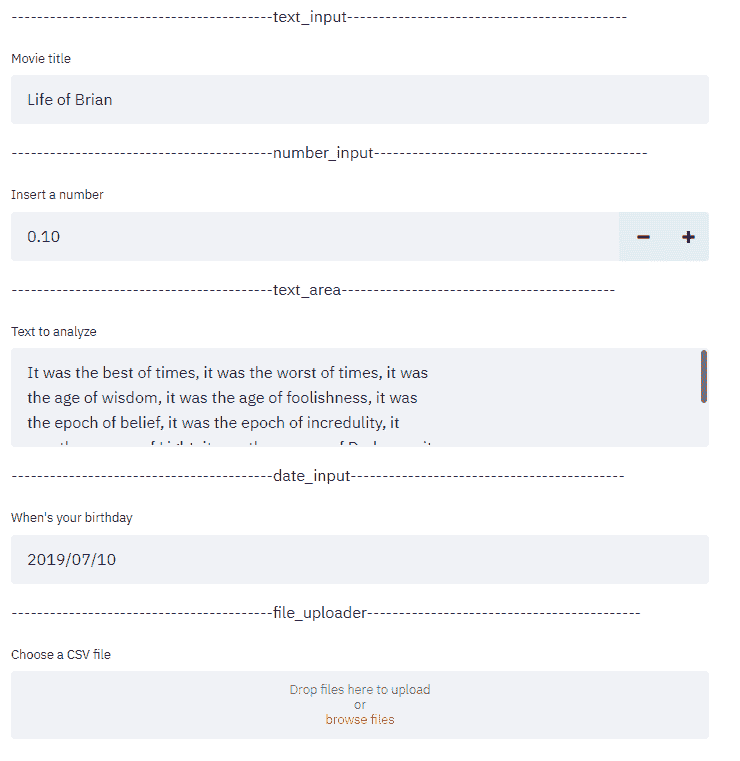 -----------------------------------------text_input--------------------------------------------
Movie title
Life of Brian
-----------------------------------------number_input-------------------------------------------
Insert a number
0.10
-----------------------------------------text_area-------------------------------------------
Text to analyze
It was the best of times, it was the worst of times, it was
the age of wisdom, it was the age of foolishness, it was
the epoch of belief, it was the epoch of incredulity, it
-----------------------------------------date_input-------------------------------------------
When's your birthday
2019/07/10
-----------------------------------------file_uploader-------------------------------------------
Choose a CSV file
Drop files here to upload
or
browse files